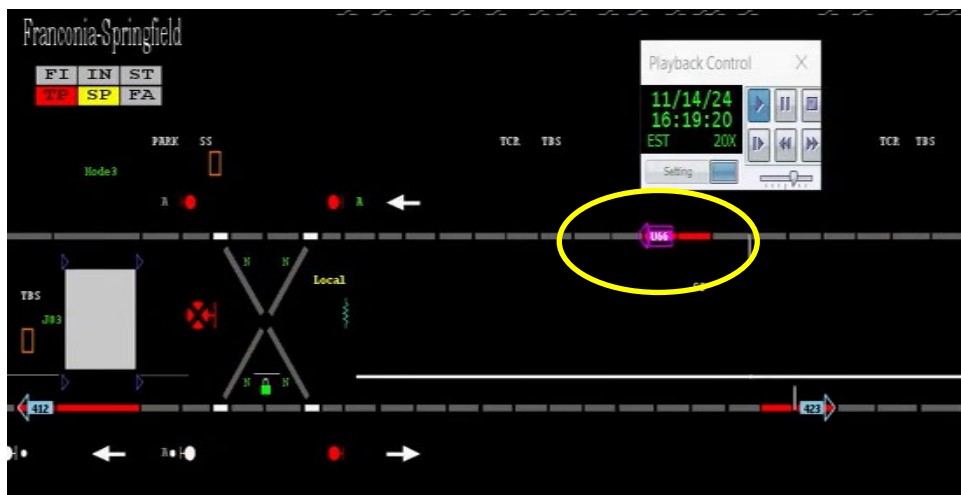 Franconia-Springfield
FI IN ST
TP SP FA
Playback Control X
11/14/24
16:19:20
EST 20X
Setting
PARK SS
TCR TBS
TCR TBS
Node3
A
A
U66
N N
Local
TBS
J03
N N
412
423
A